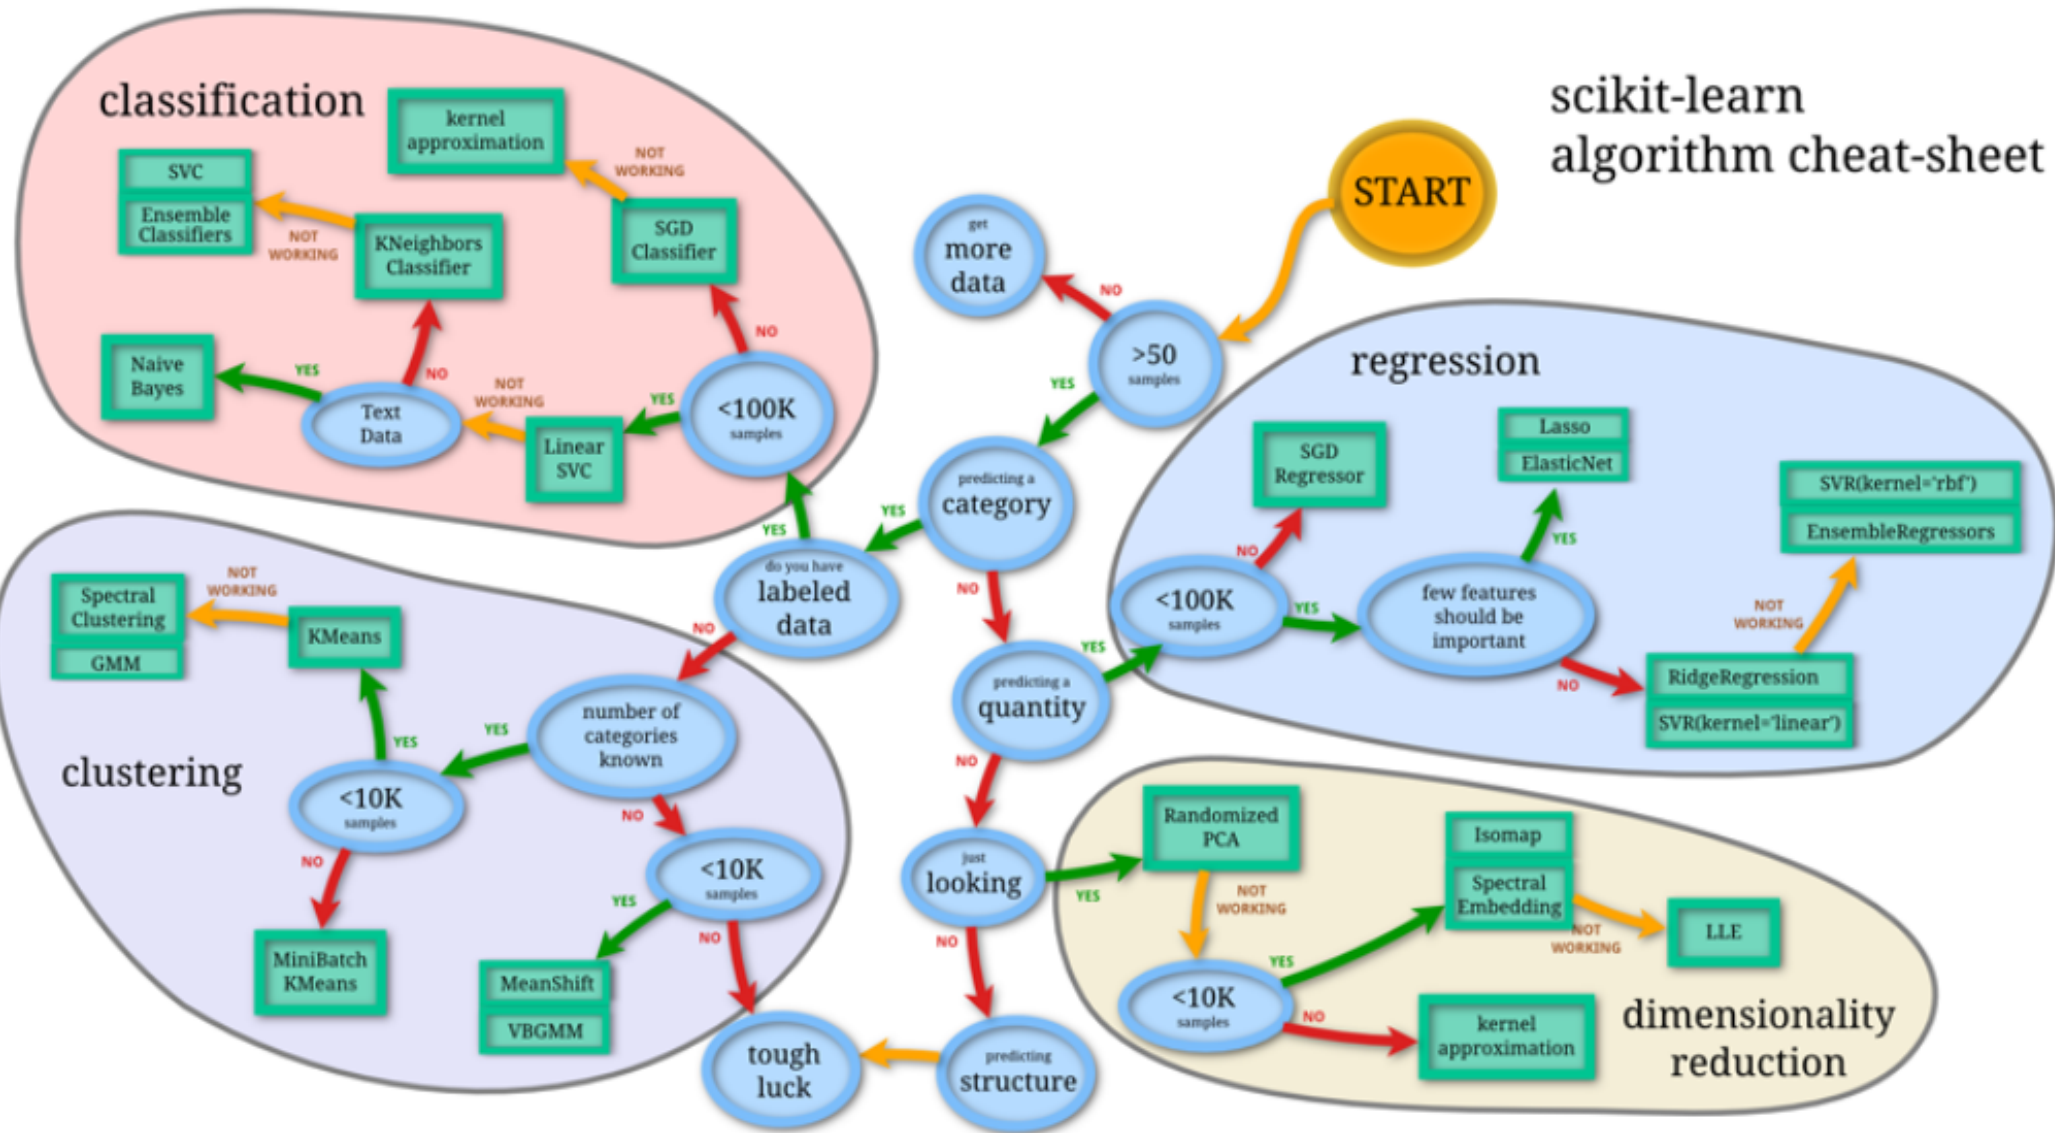 scikit-learn
algorithm cheat-sheet
START
>50
samples
NO
get
more
data
YES
predicting a
category
YES
do you have
labeled
data
YES
classification
<100K
samples
NO
SGD
Classifier
NOT
WORKING
kernel
approximation
YES
Linear
SVC
NOT
WORKING
Text
Data
YES
Naive
Bayes
NO
KNeighbors
Classifier
NOT
WORKING
SVC
Ensemble
Classifiers
NO
clustering
number of
categories
known
YES
<10K
samples
YES
KMeans
NOT
WORKING
Spectral
Clustering
GMM
NO
MiniBatch
KMeans
NO
<10K
samples
YES
MeanShift
VBGMM
NO
tough
luck
NO
predicting a
quantity
YES
regression
<100K
samples
NO
SGD
Regressor
YES
few features
should be
important
YES
Lasso
ElasticNet
NO
RidgeRegression
SVR(kernel='linear')
NOT
WORKING
SVR(kernel='rbf')
EnsembleRegressors
NO
just
looking
YES
dimensionality
reduction
Randomized
PCA
NOT
WORKING
<10K
samples
YES
Isomap
Spectral
Embedding
NOT
WORKING
LLE
NO
kernel
approximation
NO
predicting
structure